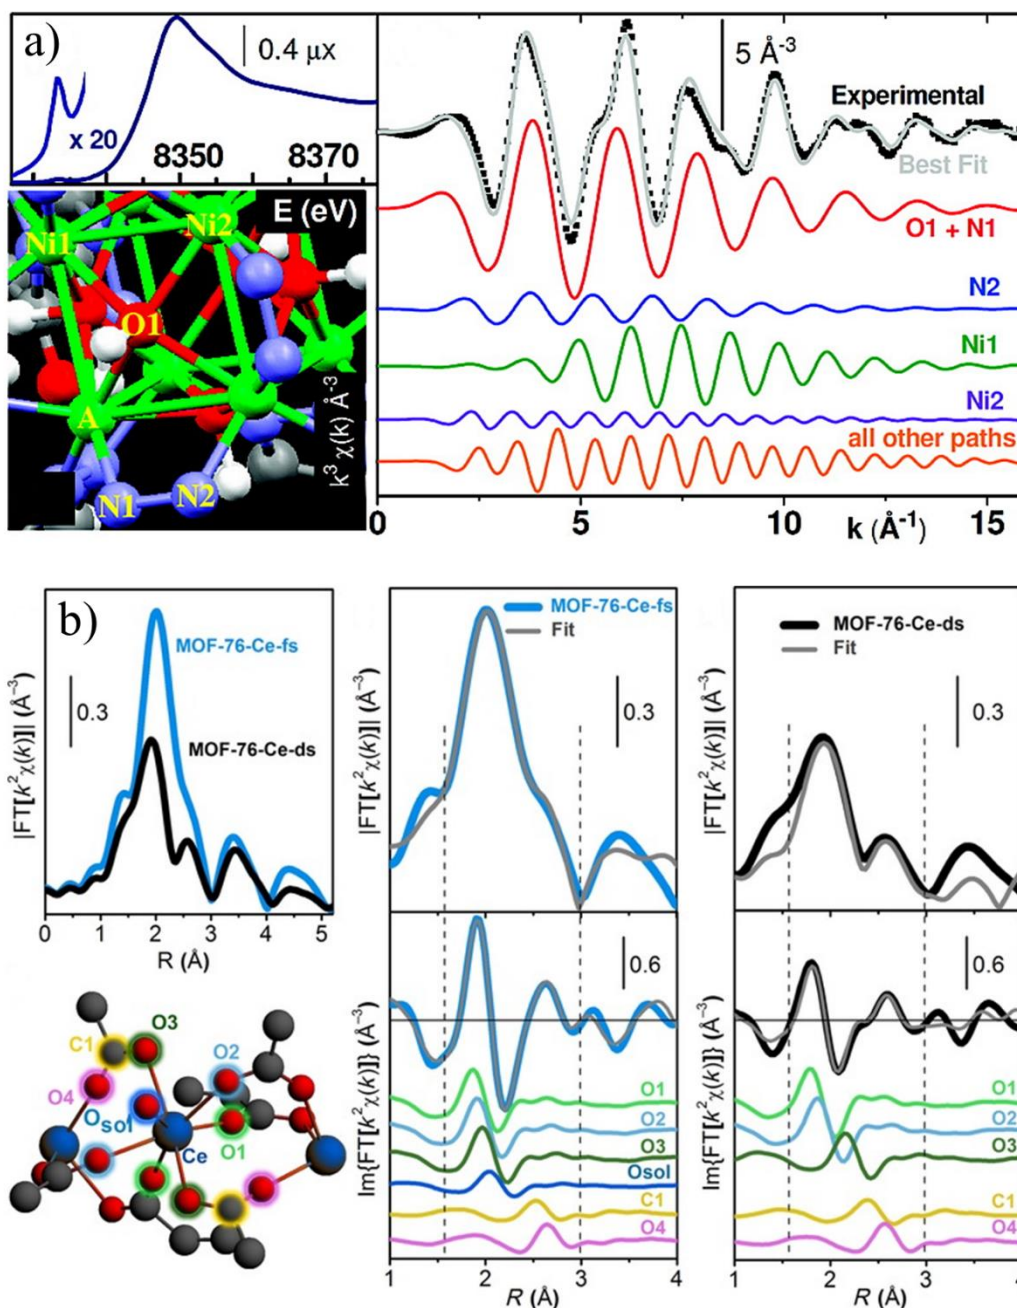 a)
0.4 μx
x 20
8350
8370
E (eV)
Ni1
Ni2
O1
A
N1
N2
k³ χ(k) Å⁻³
5 Å⁻³
Experimental
Best Fit
O1 + N1
N2
Ni1
Ni2
all other paths
0
5
10
15
k (Å⁻¹)
b)
MOF-76-Ce-fs
0.3
MOF-76-Ce-ds
|FT[k²χ(k)]| (Å⁻³)
0 1 2 3 4 5
R (Å)
MOF-76-Ce-fs
Fit
0.3
|FT[k²χ(k)]| (Å⁻³)
MOF-76-Ce-ds
Fit
0.3
|FT[k²χ(k)]| (Å⁻³)
O3
C1
O2
O4
Osol
Ce
O1
0.6
Im{FT[k²χ(k)]} (Å⁻³)
O1
O2
O3
Osol
C1
O4
1 2 3 4
R (Å)
0.6
Im{FT[k²χ(k)]} (Å⁻³)
O1
O2
O3
C1
O4
1 2 3 4
R (Å)